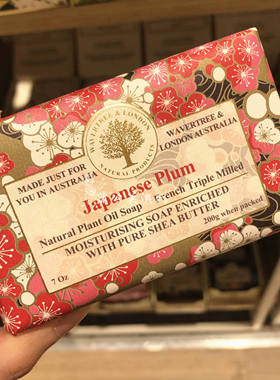 WAVERTREE & LONDON
NATURAL PRODUCTS
MADE JUST FOR
YOU IN AUSTRALIA
WAVERTREE &
LONDON AUSTRALIA
Japanese Plum
Natural Plant Oil Soap
French Triple Milled
MOISTURISING SOAP ENRICHED
WITH PURE SHEA BUTTER
7 Oz
200g when packed